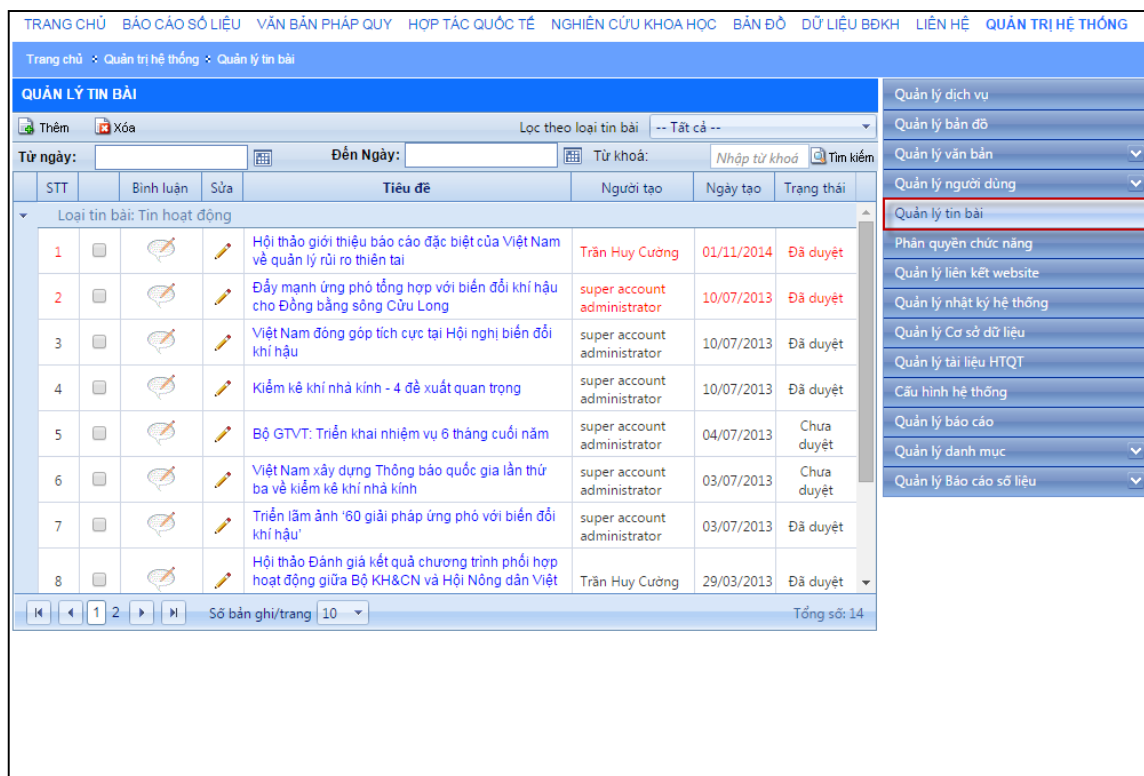 TRANG CHỦ BÁO CÁO SỐ LIỆU VĂN BẢN PHÁP QUY HỢP TÁC QUỐC TẾ NGHIÊN CỨU KHOA HỌC BẢN ĐỒ DỮ LIỆU BĐKH LIÊN HỆ QUẢN TRỊ HỆ THỐNG
Trang chủ Quản trị hệ thống Quản lý tin bài
QUẢN LÝ TIN BÀI
Thêm Xóa Lọc theo loại tin bài -- Tất cả --
Từ ngày: Đến Ngày: Từ khoá: Nhập từ khoá Tìm kiếm
STT Bình luận Sửa Tiêu đề Người tạo Ngày tạo Trạng thái
Loại tin bài: Tin hoạt động
1 Hội thảo giới thiệu báo cáo đặc biệt của Việt Nam
về quản lý rủi ro thiên tai
Trần Huy Cường 01/11/2014 Đã duyệt
2 Đẩy mạnh ứng phó tổng hợp với biến đổi khí hậu
cho Đồng bằng sông Cửu Long
super account
administrator
10/07/2013 Đã duyệt
3 Việt Nam đóng góp tích cực tại Hội nghị biến đổi
khí hậu
super account
administrator
10/07/2013 Đã duyệt
4 Kiểm kê khí nhà kính - 4 đề xuất quan trọng
super account
administrator
10/07/2013 Đã duyệt
5 Bộ GTVT: Triển khai nhiệm vụ 6 tháng cuối năm
super account
administrator
04/07/2013 Chưa
duyệt
6 Việt Nam xây dựng Thông báo quốc gia lần thứ
ba về kiểm kê khí nhà kính
super account
administrator
03/07/2013 Chưa
duyệt
7 Triển lãm ảnh '60 giải pháp ứng phó với biến đổi
khí hậu'
super account
administrator
03/07/2013 Đã duyệt
8 Hội thảo Đánh giá kết quả chương trình phối hợp
hoạt động giữa Bộ KH&CN và Hội Nông dân Việt
Trần Huy Cường 29/03/2013 Đã duyệt
1 2 Số bản ghi/trang 10 Tổng số: 14
Quản lý dịch vụ
Quản lý bản đồ
Quản lý văn bản
Quản lý người dùng
Quản lý tin bài
Phân quyền chức năng
Quản lý liên kết website
Quản lý nhật ký hệ thống
Quản lý Cơ sở dữ liệu
Quản lý tài liệu HTQT
Cấu hình hệ thống
Quản lý báo cáo
Quản lý danh mục
Quản lý Báo cáo số liệu